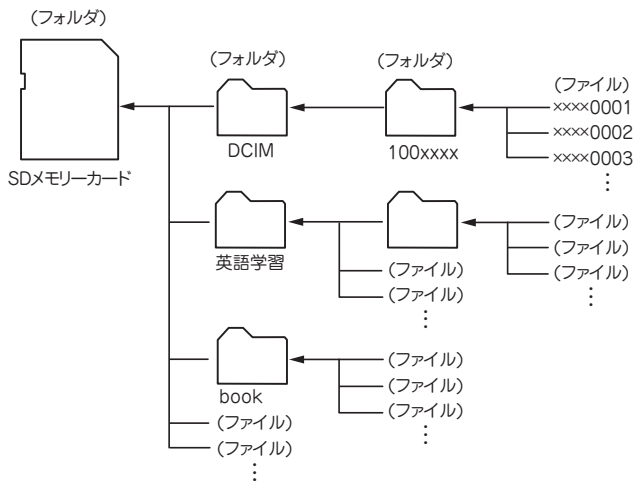 (フォルダ)
SDメモリーカード
(フォルダ)
DCIM
(フォルダ)
100xxxx
(ファイル)
××××0001
××××0002
××××0003
⋮
英語学習
(ファイル)
(ファイル)
⋮
(ファイル)
(ファイル)
(ファイル)
⋮
book
(ファイル)
(ファイル)
(ファイル)
⋮
(ファイル)
(ファイル)
⋮